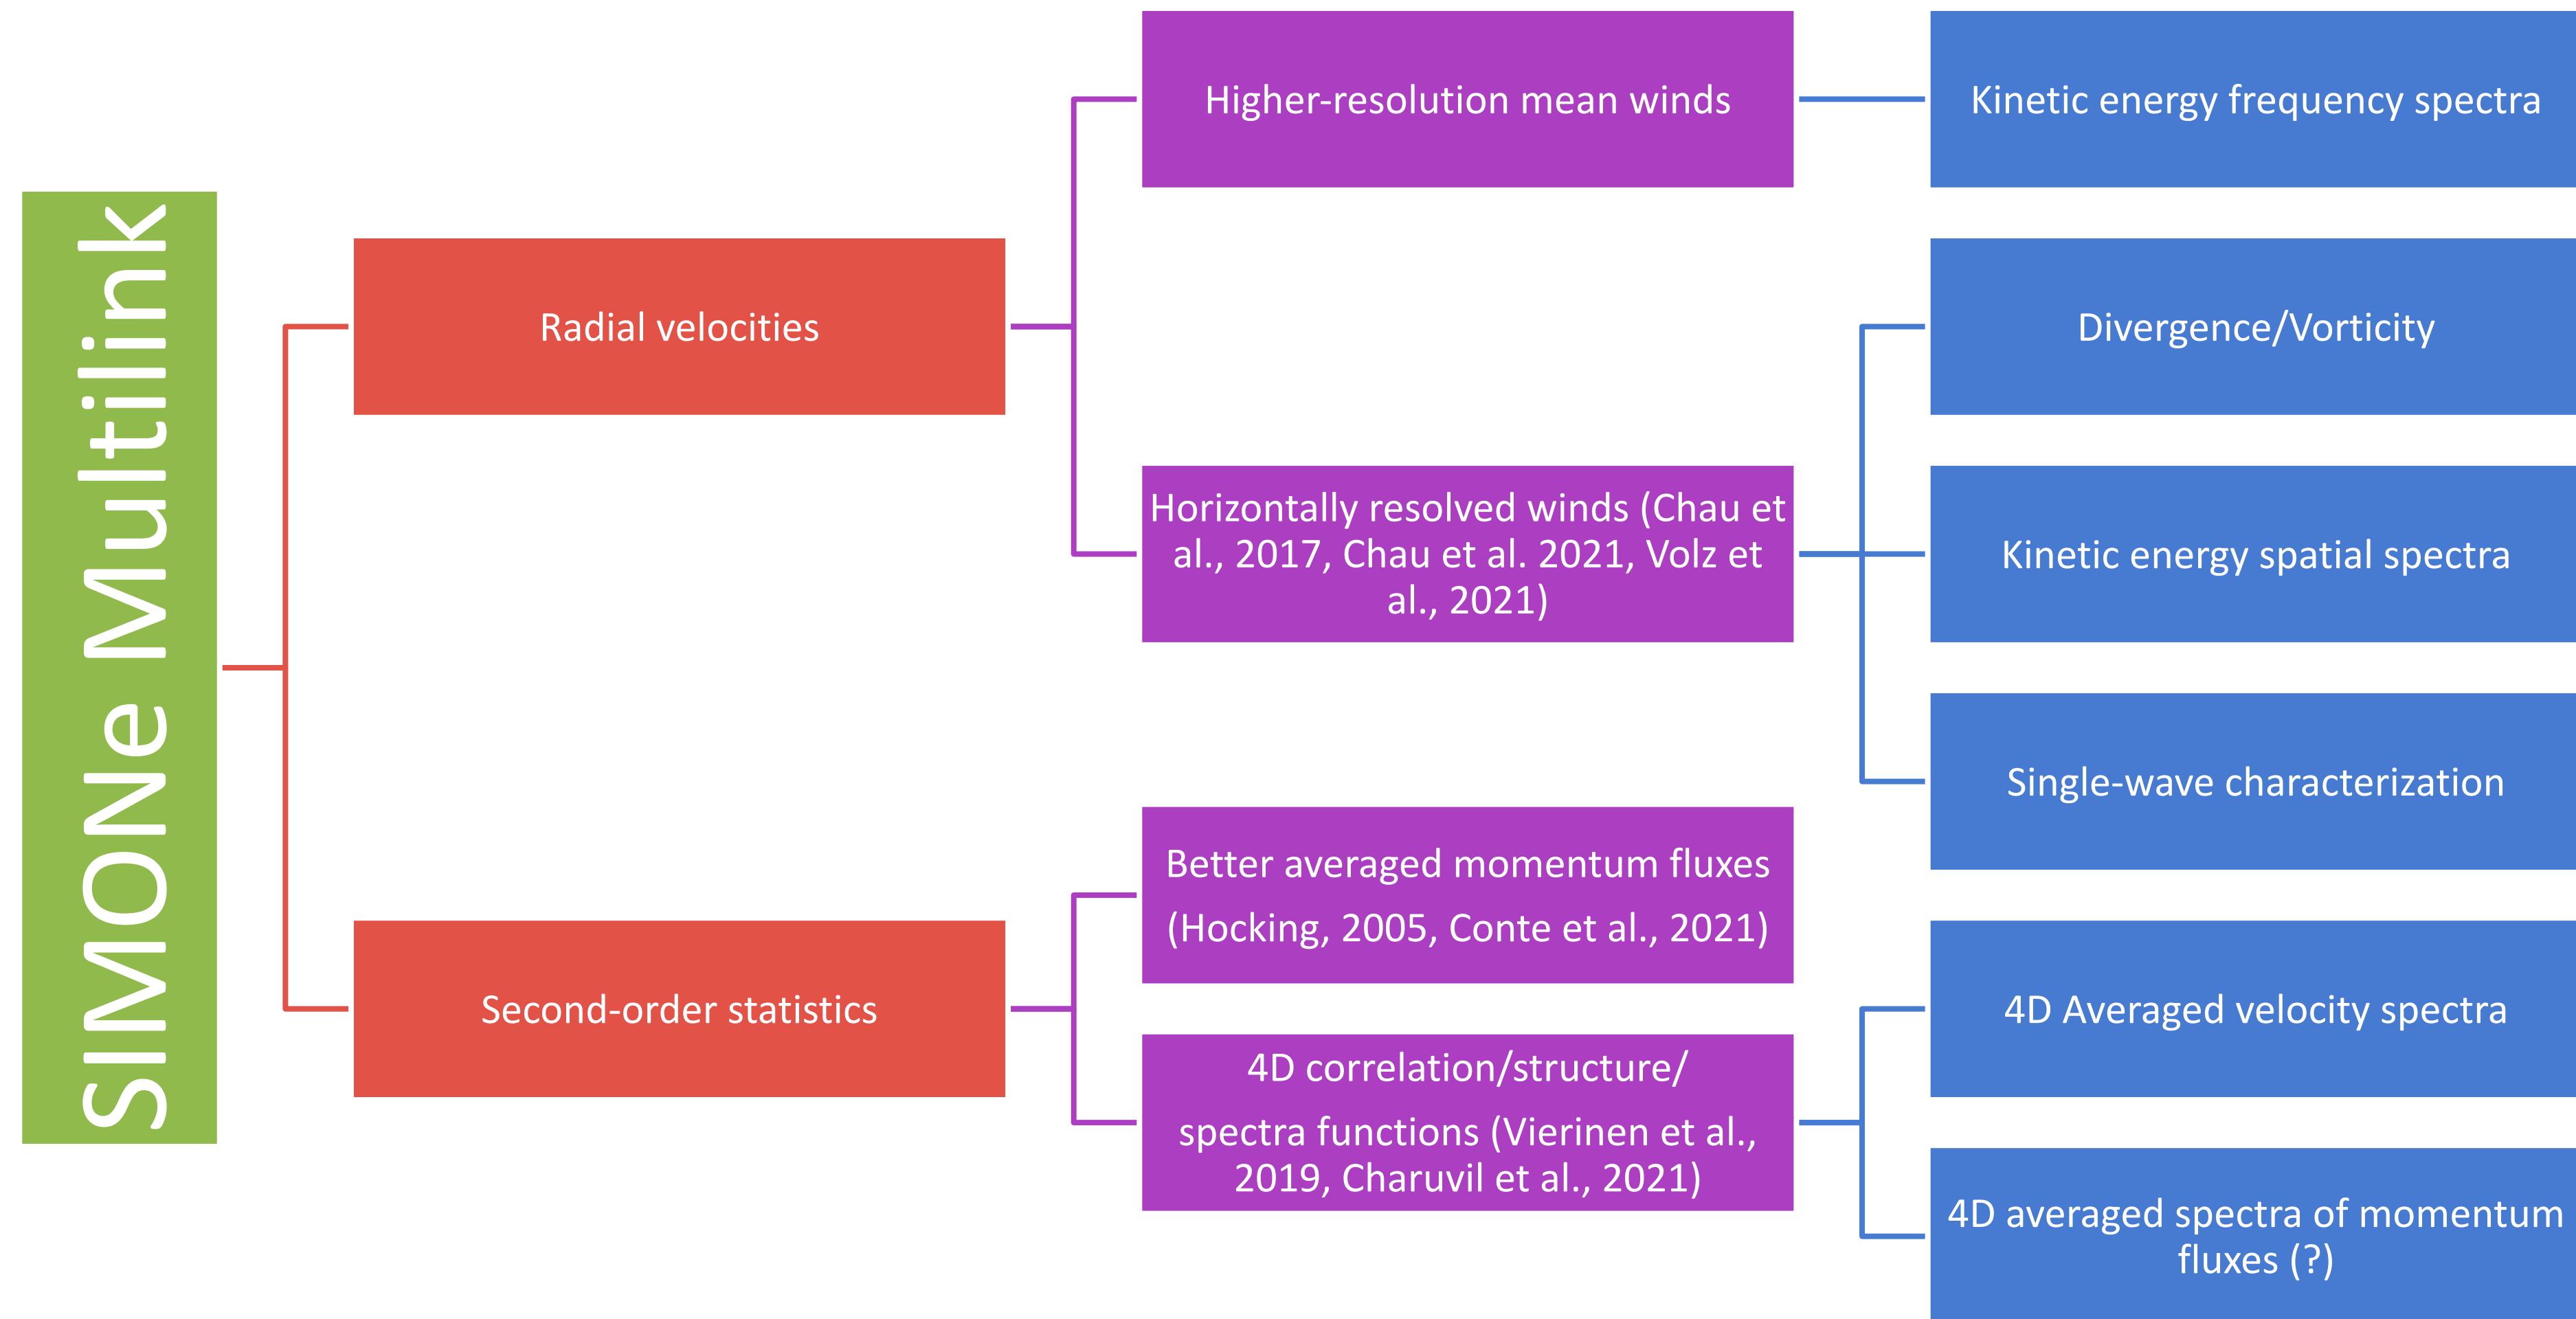 SIMONe Multilink
Radial velocities
Second-order statistics
Higher-resolution mean winds
Horizontally resolved winds (Chau et
al., 2017, Chau et al. 2021, Volz et
al., 2021)
Better averaged momentum fluxes
(Hocking, 2005, Conte et al., 2021)
4D correlation/structure/
spectra functions (Vierinen et al.,
2019, Charuvil et al., 2021)
Kinetic energy frequency spectra
Divergence/Vorticity
Kinetic energy spatial spectra
Single-wave characterization
4D Averaged velocity spectra
4D averaged spectra of momentum
fluxes (?)